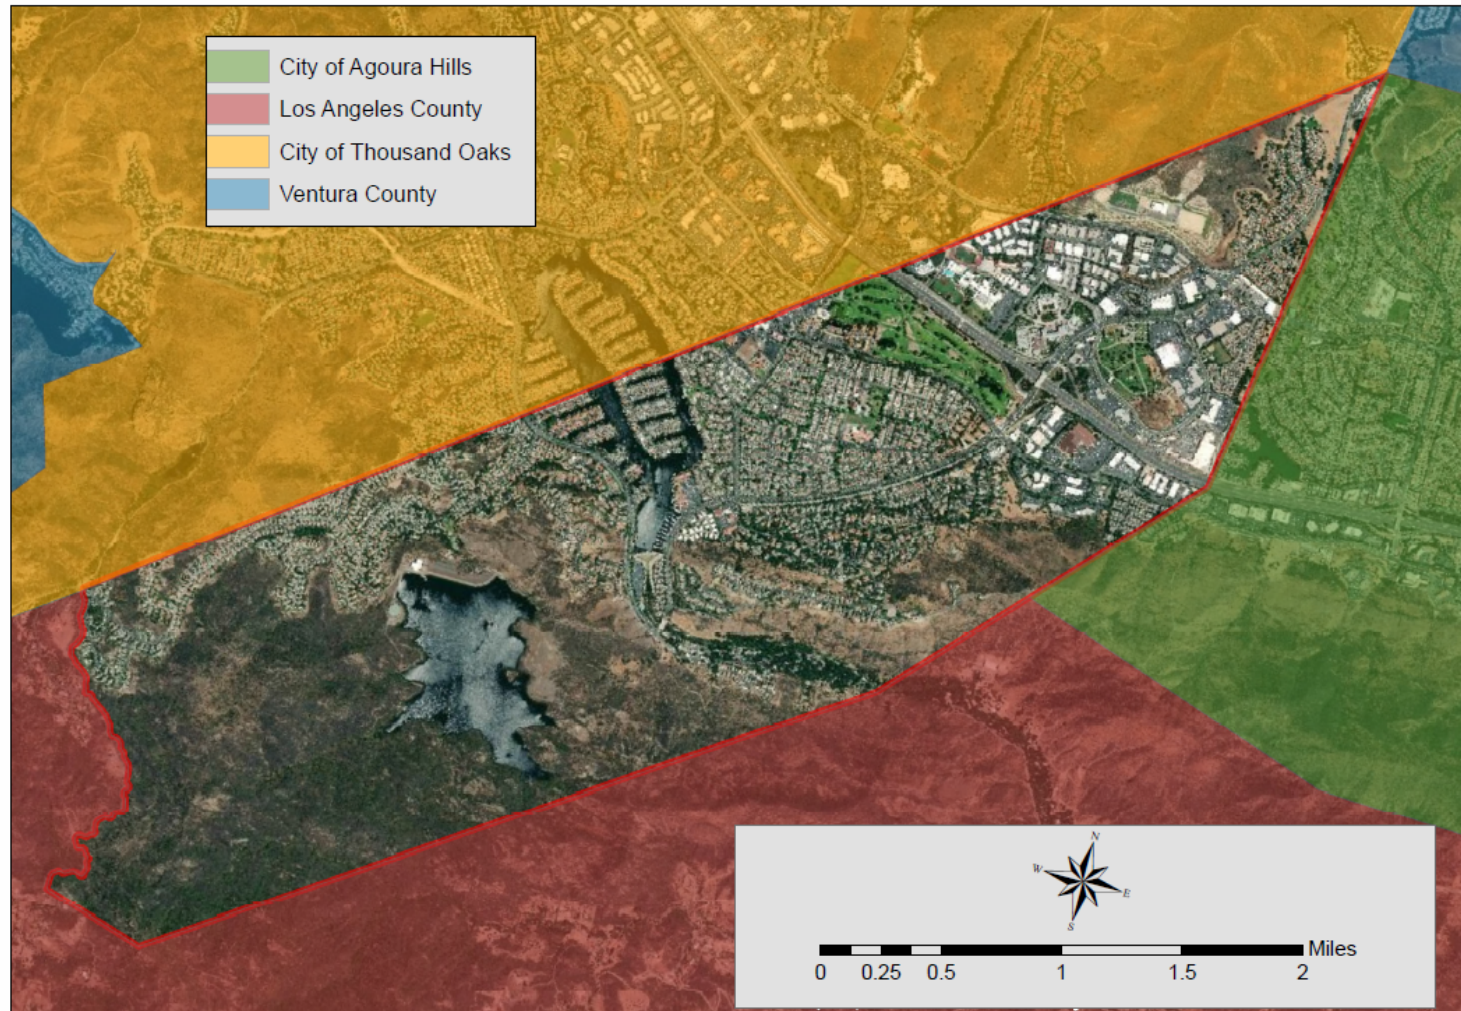 City of Agoura Hills
Los Angeles County
City of Thousand Oaks
Ventura County
N
W
E
S
Miles
0 0.25 0.5 1 1.5 2